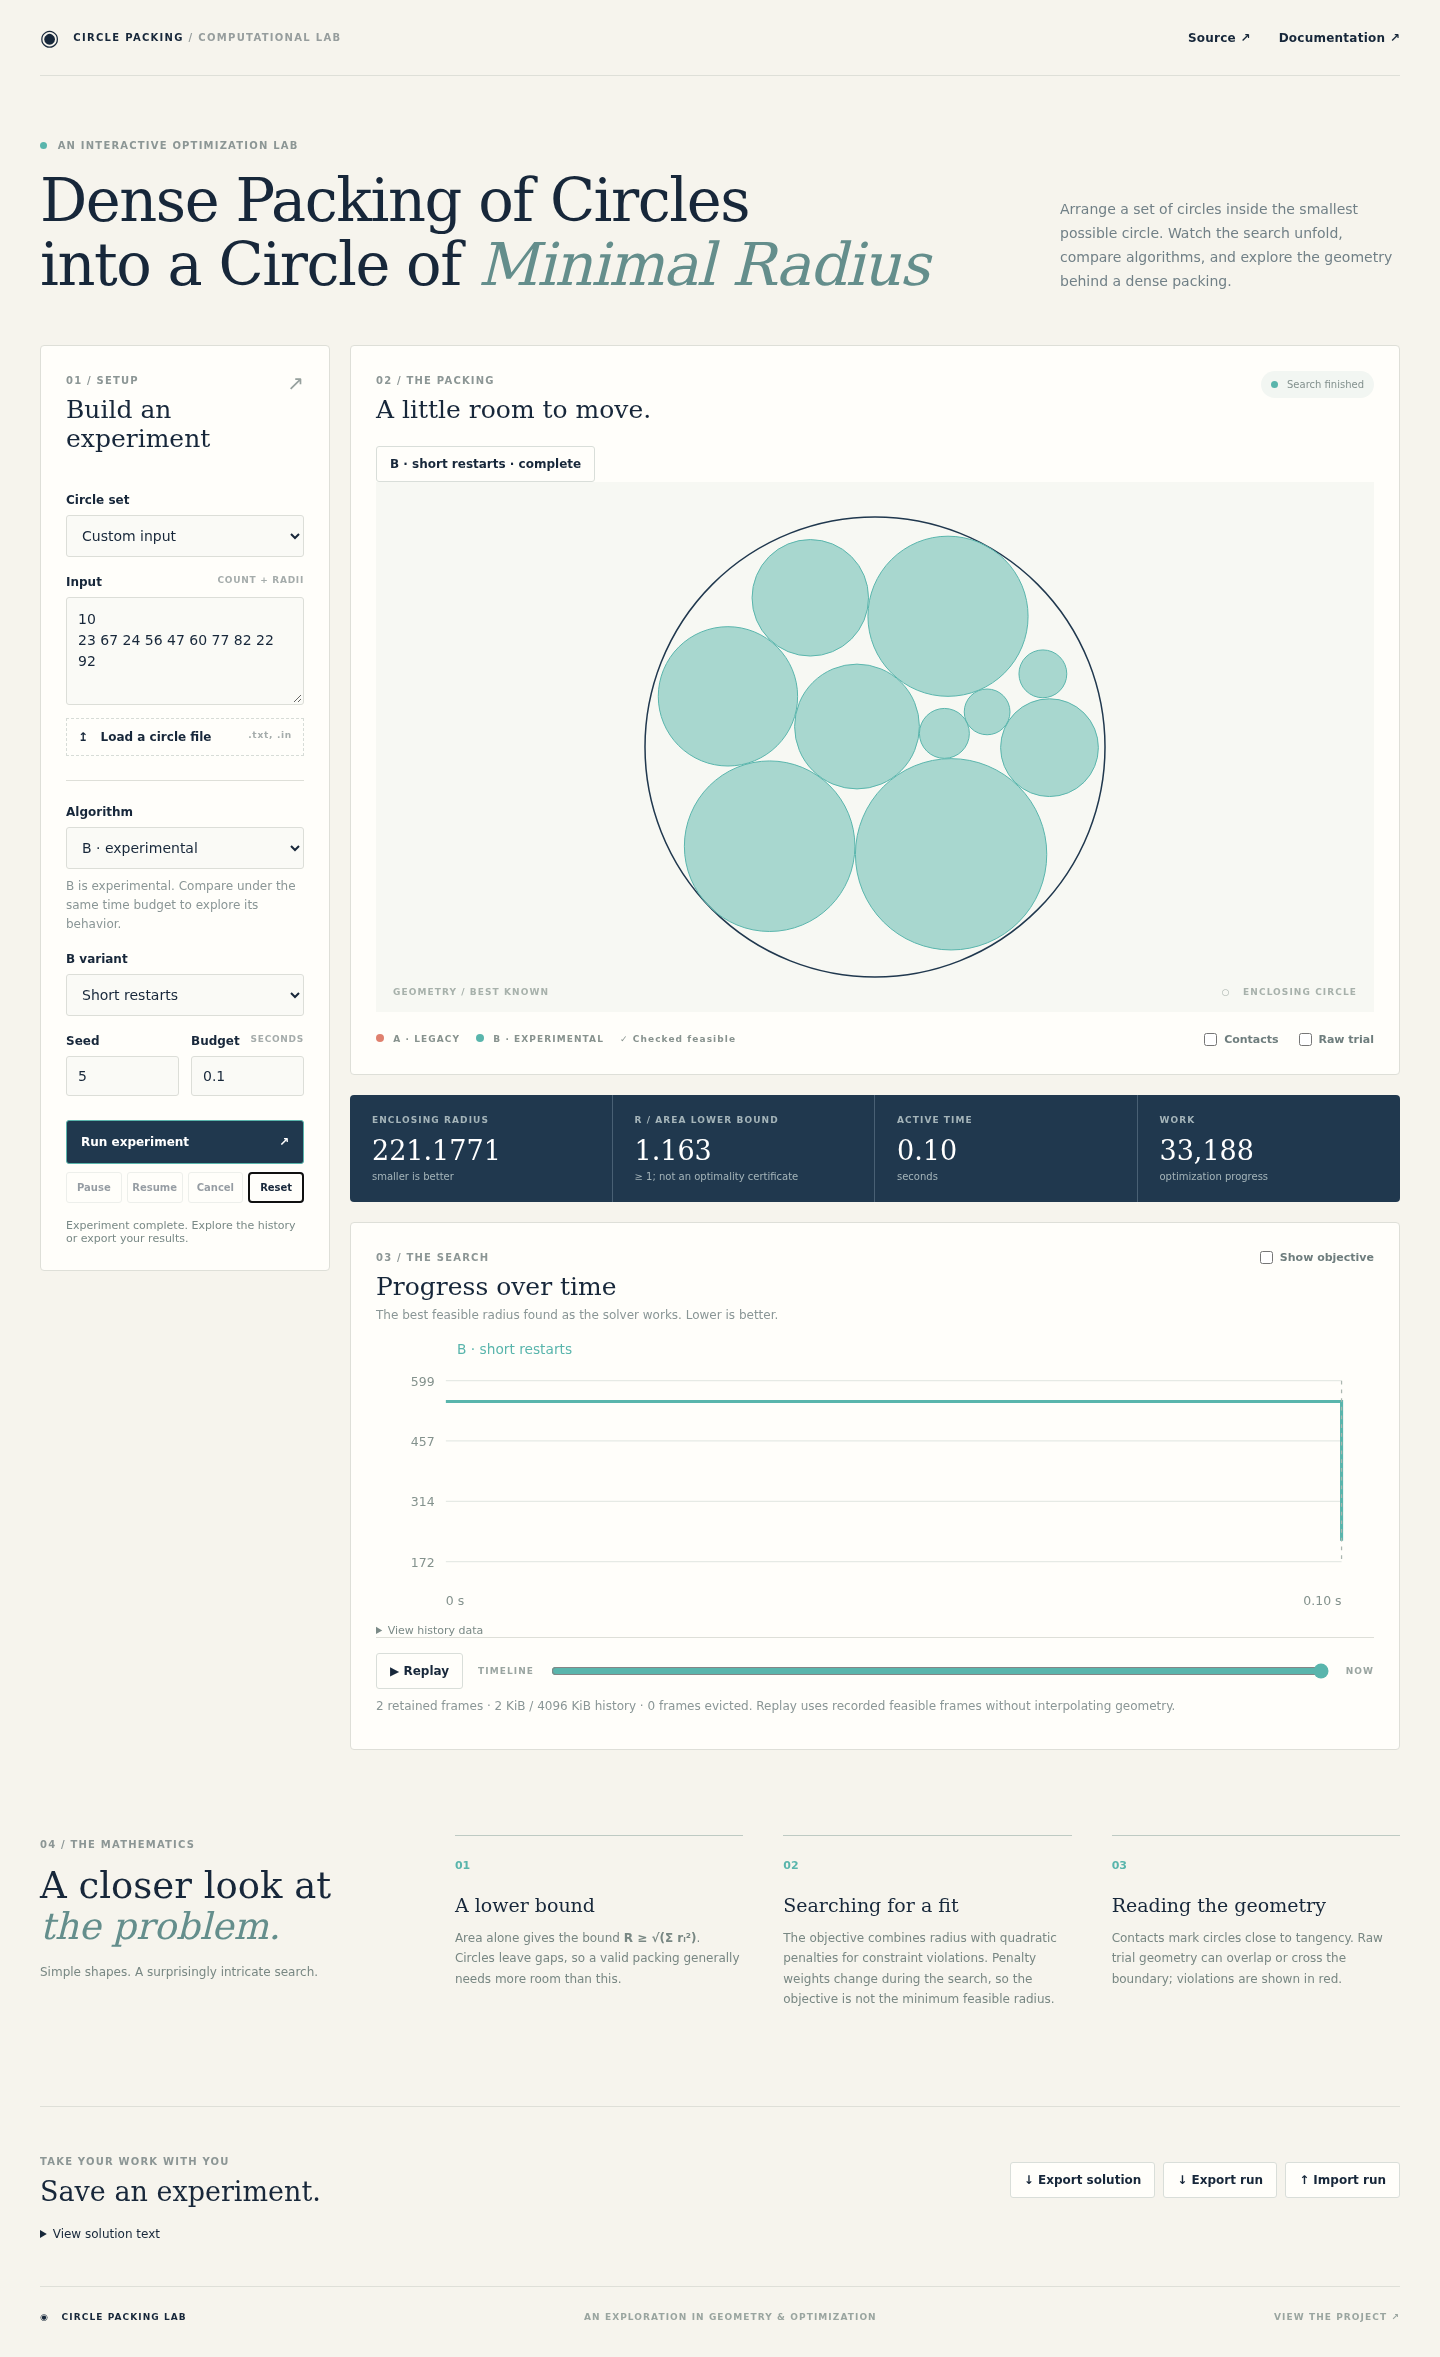 ◉ CIRCLE PACKING / COMPUTATIONAL LAB
Source ↗ Documentation ↗
AN INTERACTIVE OPTIMIZATION LAB
Dense Packing of Circles
into a Circle of Minimal Radius
Arrange a set of circles inside the smallest
possible circle. Watch the search unfold,
compare algorithms, and explore the geometry
behind a dense packing.
01 / SETUP ↗
Build an
experiment
Circle set
Custom input
Input COUNT + RADII
10
23 67 24 56 47 60 77 82 22
92
↥ Load a circle file .txt, .in
Algorithm
B · experimental
B is experimental. Compare under the
same time budget to explore its
behavior.
B variant
Short restarts
Seed Budget SECONDS
5 0.1
Run experiment ↗
Pause Resume Cancel Reset
Experiment complete. Explore the history
or export your results.
02 / THE PACKING
A little room to move.
Search finished
B · short restarts · complete
GEOMETRY / BEST KNOWN
○ ENCLOSING CIRCLE
A · LEGACY B · EXPERIMENTAL ✓ Checked feasible
Contacts Raw trial
ENCLOSING RADIUS
221.1771
smaller is better
R / AREA LOWER BOUND
1.163
≥ 1; not an optimality certificate
ACTIVE TIME
0.10
seconds
WORK
33,188
optimization progress
03 / THE SEARCH
Show objective
Progress over time
The best feasible radius found as the solver works. Lower is better.
B · short restarts
599
457
314
172
0 s 0.10 s
▶ View history data
▶ Replay TIMELINE NOW
2 retained frames · 2 KiB / 4096 KiB history · 0 frames evicted. Replay uses recorded feasible frames without interpolating geometry.
04 / THE MATHEMATICS
A closer look at
the problem.
Simple shapes. A surprisingly intricate search.
01
A lower bound
Area alone gives the bound R ≥ √(Σ rᵢ²).
Circles leave gaps, so a valid packing generally
needs more room than this.
02
Searching for a fit
The objective combines radius with quadratic
penalties for constraint violations. Penalty
weights change during the search, so the
objective is not the minimum feasible radius.
03
Reading the geometry
Contacts mark circles close to tangency. Raw
trial geometry can overlap or cross the
boundary; violations are shown in red.
TAKE YOUR WORK WITH YOU
Save an experiment.
▶ View solution text
↓ Export solution ↓ Export run ↑ Import run
◉ CIRCLE PACKING LAB
AN EXPLORATION IN GEOMETRY & OPTIMIZATION
VIEW THE PROJECT ↗